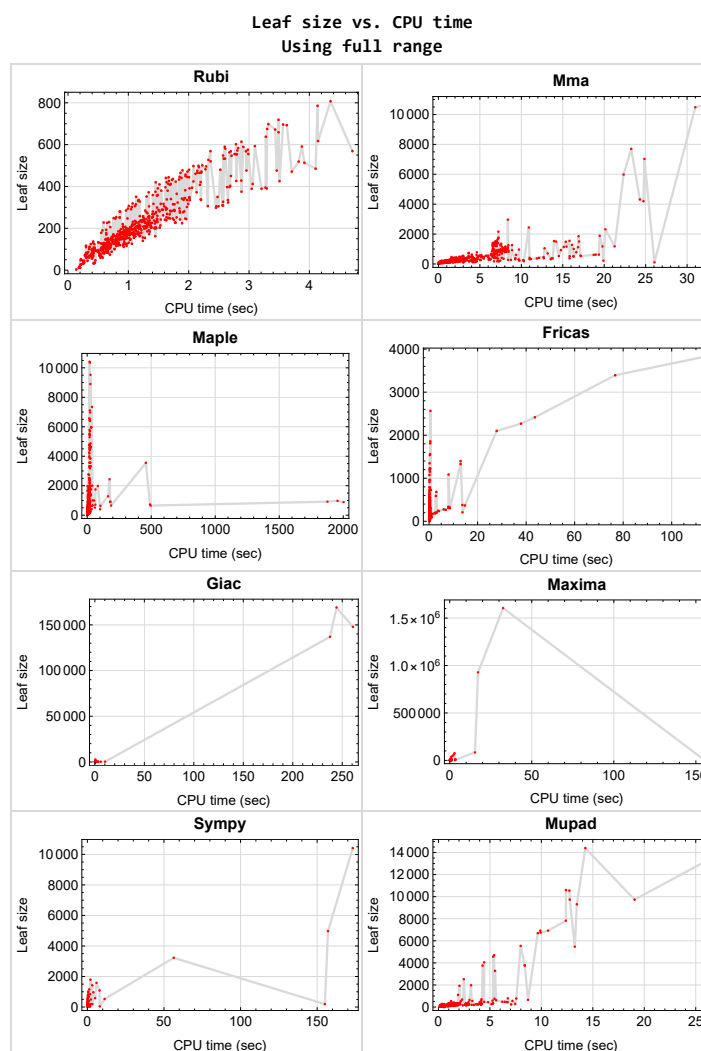 Leaf size vs. CPU time
Using full range
Rubi
Leaf size
800
600
400
200
0
0 1 2 3 4
CPU time (sec)
Mma
Leaf size
10 000
8000
6000
4000
2000
0
0 5 10 15 20 25 30
CPU time (sec)
Maple
Leaf size
10 000
8000
6000
4000
2000
0
0 500 1000 1500 2000
CPU time (sec)
Fricas
Leaf size
4000
3000
2000
1000
0
0 20 40 60 80 100
CPU time (sec)
Giac
Leaf size
150 000
100 000
50 000
0
0 50 100 150 200 250
CPU time (sec)
Maxima
Leaf size
1.5 × 10⁶
1.0 × 10⁶
500 000
0
0 50 100 150
CPU time (sec)
Sympy
Leaf size
10 000
8000
6000
4000
2000
0
0 50 100 150
CPU time (sec)
Mupad
Leaf size
14 000
12 000
10 000
8000
6000
4000
2000
0
0 5 10 15 20 25
CPU time (sec)